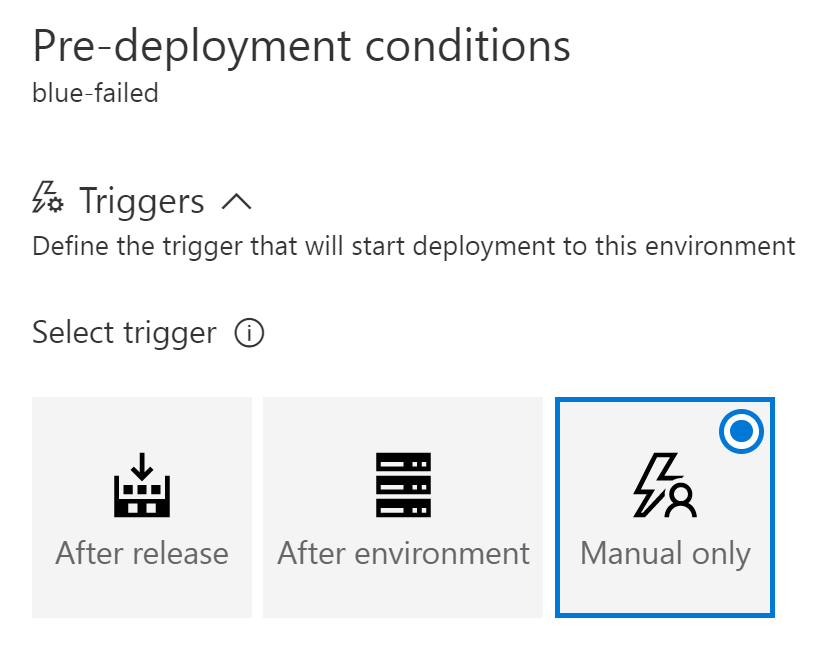 Pre-deployment conditions
blue-failed
Triggers
Define the trigger that will start deployment to this environment
Select trigger
After release
After environment
Manual only